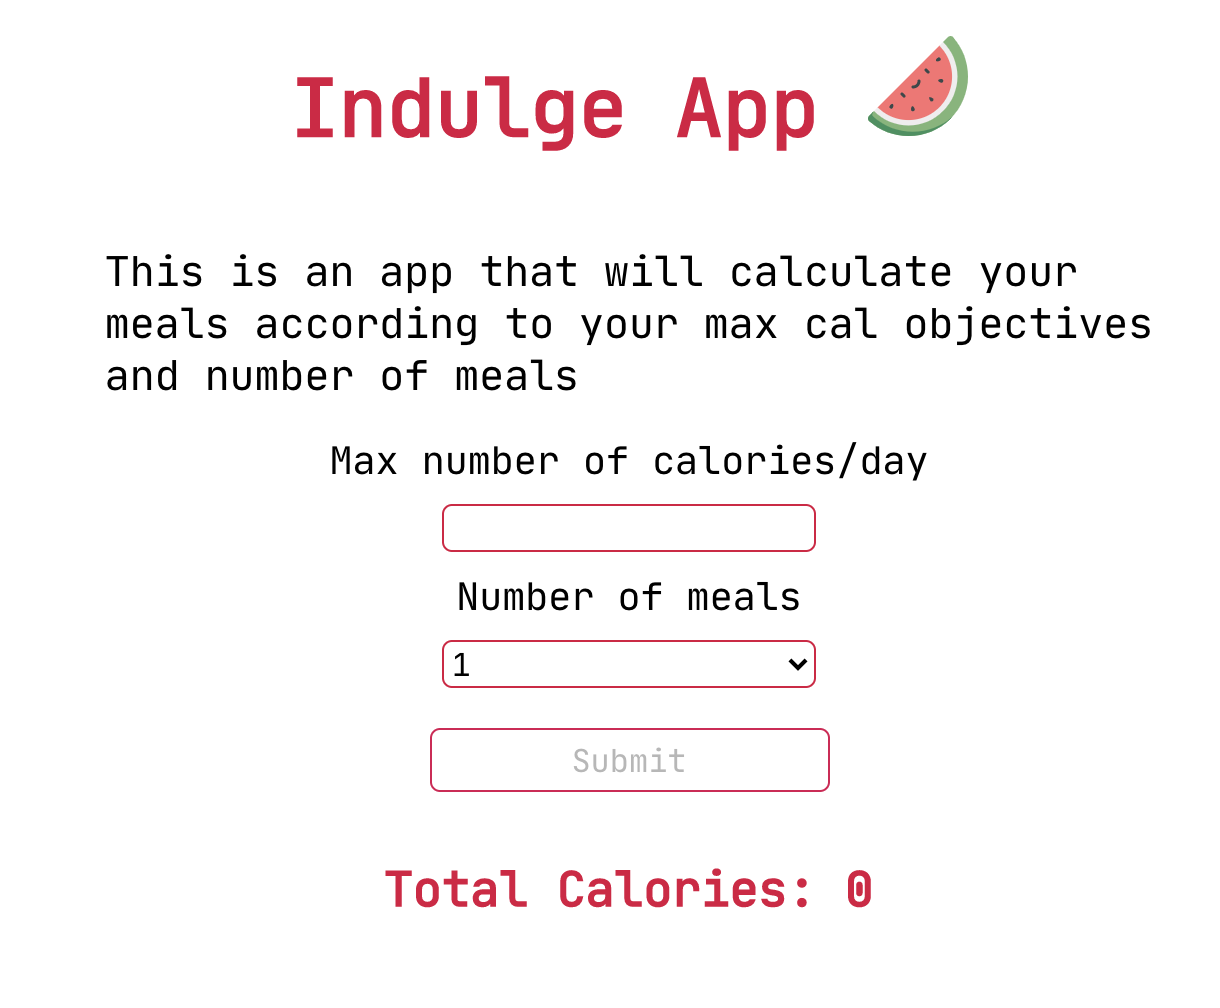 Indulge App
This is an app that will calculate your
meals according to your max cal objectives
and number of meals
Max number of calories/day
Number of meals
1
Submit
Total Calories: 0